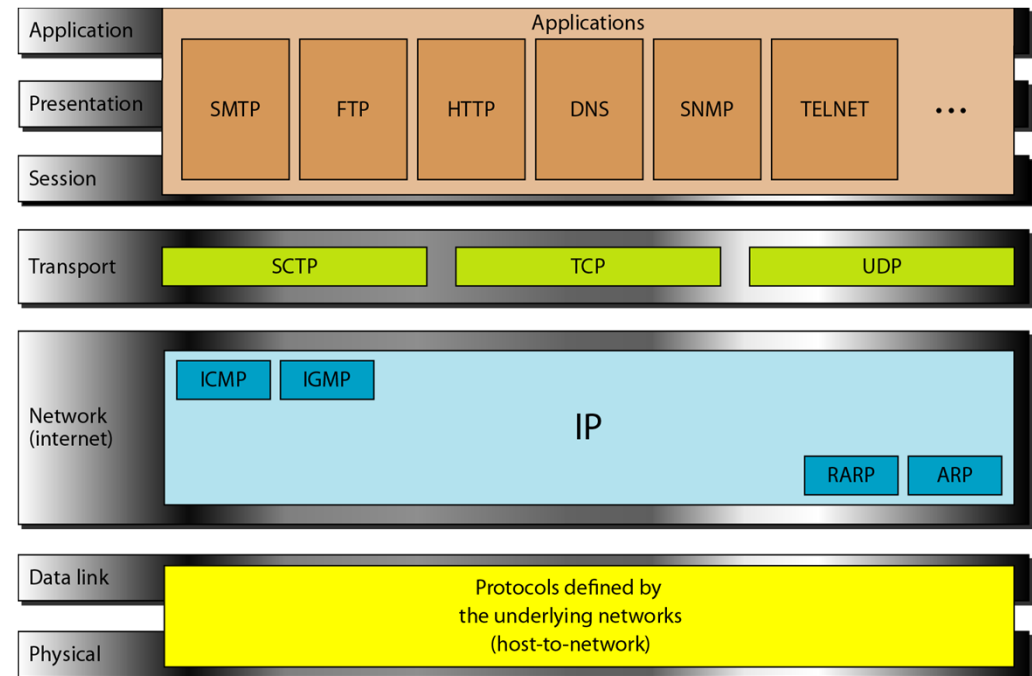 Application
Applications
Presentation
SMTP FTP HTTP DNS SNMP TELNET ...
Session
Transport
SCTP TCP UDP
ICMP IGMP
Network
(internet)
IP
RARP ARP
Data link
Protocols defined by
the underlying networks
(host-to-network)
Physical